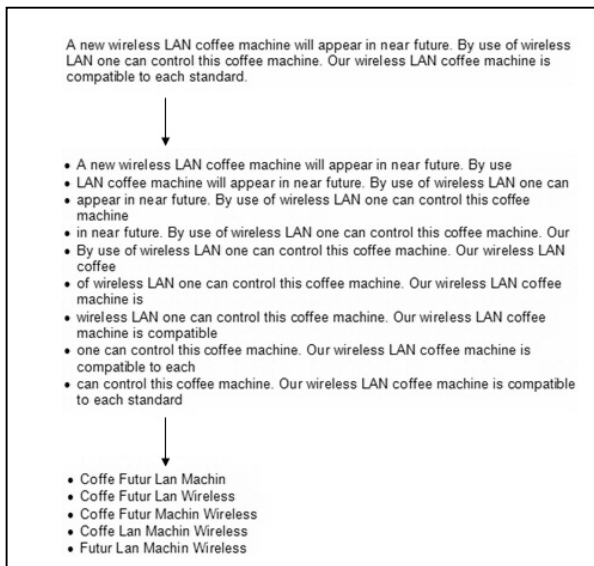 A new wireless LAN coffee machine will appear in near future. By use of wireless
LAN one can control this coffee machine. Our wireless LAN coffee machine is
compatible to each standard.
• A new wireless LAN coffee machine will appear in near future. By use
• LAN coffee machine will appear in near future. By use of wireless LAN one can
• appear in near future. By use of wireless LAN one can control this coffee
machine
• in near future. By use of wireless LAN one can control this coffee machine. Our
• By use of wireless LAN one can control this coffee machine. Our wireless LAN
coffee
• of wireless LAN one can control this coffee machine. Our wireless LAN coffee
machine is
• wireless LAN one can control this coffee machine. Our wireless LAN coffee
machine is compatible
• one can control this coffee machine. Our wireless LAN coffee machine is
compatible to each
• can control this coffee machine. Our wireless LAN coffee machine is compatible
to each standard
• Coffe Futur Lan Machin
• Coffe Futur Lan Wireless
• Coffe Futur Machin Wireless
• Coffe Lan Machin Wireless
• Futur Lan Machin Wireless